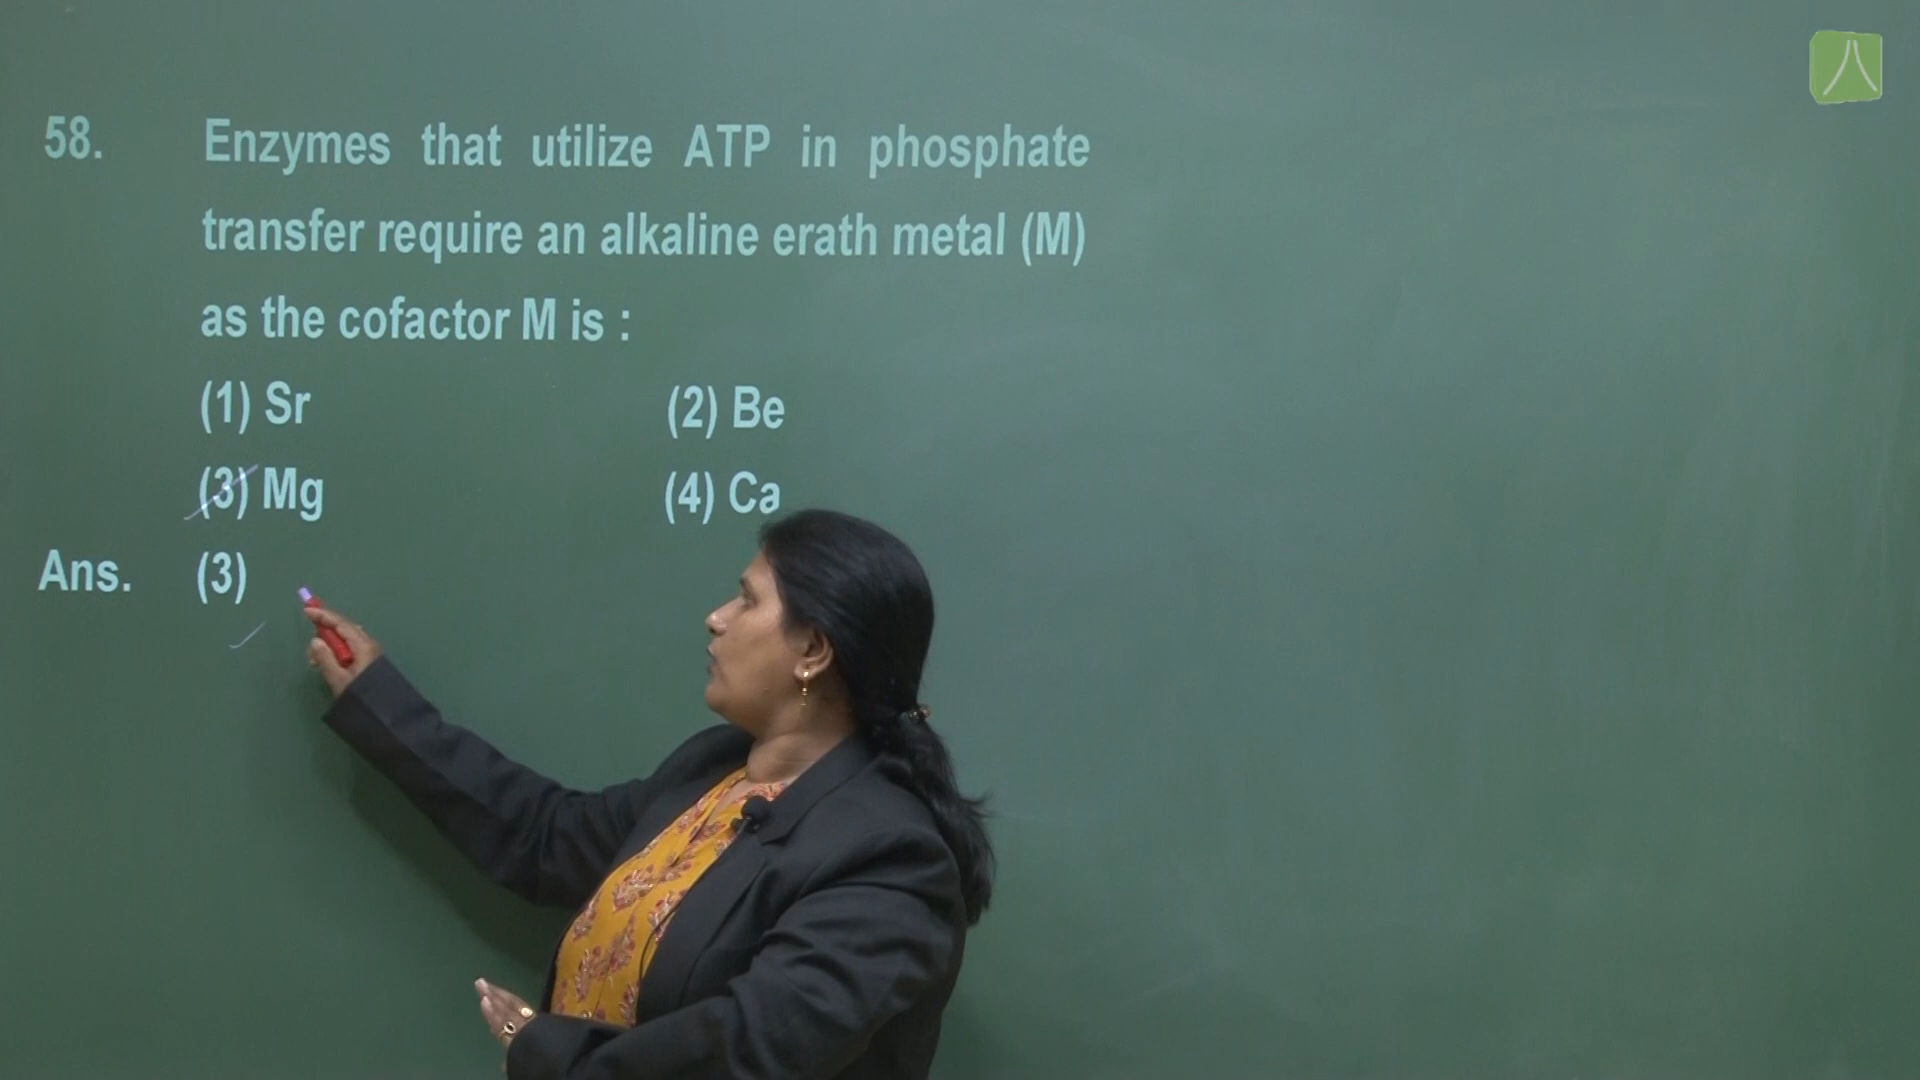 58. Enzymes that utilize ATP in phosphate
transfer require an alkaline erath metal (M)
as the cofactor M is :
(1) Sr (2) Be
(3) Mg (4) Ca
Ans. (3)